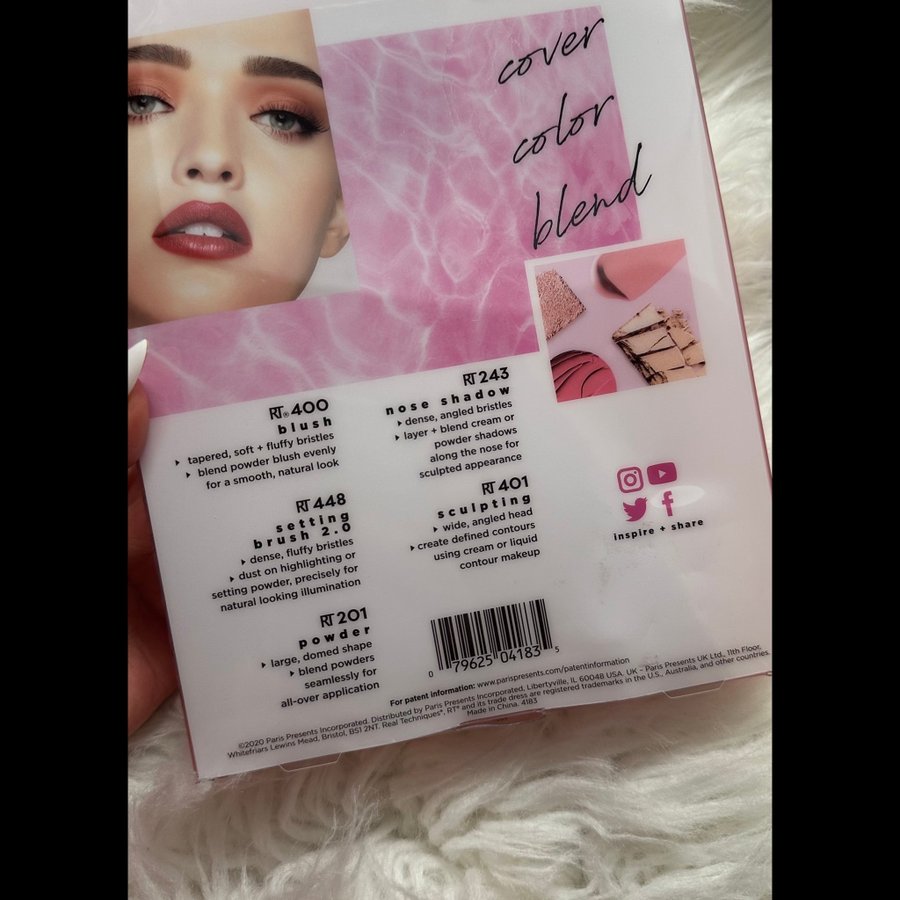 cover
color
blend
RT® 400
blush
▸ tapered, soft + fluffy bristles
▸ blend powder blush evenly
for a smooth, natural look
RT 448
setting
brush 2.0
▸ dense, fluffy bristles
▸ dust on highlighting or
setting powder, precisely for
natural looking illumination
RT 201
powder
▸ large, domed shape
▸ blend powders
seamlessly for
all-over application
RT 243
nose shadow
▸ dense, angled bristles
▸ layer + blend cream or
powder shadows
along the nose for
sculpted appearance
RT 401
sculpting
▸ wide, angled head
▸ create defined contours
using cream or liquid
contour makeup
inspire + share
0 79625 04183 5
For patent information: www.parispresents.com/patentinformation
©2020 Paris Presents Incorporated. Distributed by Paris Presents Incorporated, Libertyville, IL 60048 USA. UK – Paris Presents UK Ltd., 11th Floor,
Whitefriars Lewins Mead, Bristol, BS1 2NT. Real Techniques®, RT® and its trade dress are registered trademarks in the U.S., Australia, and other countries.
Made in China. 4183